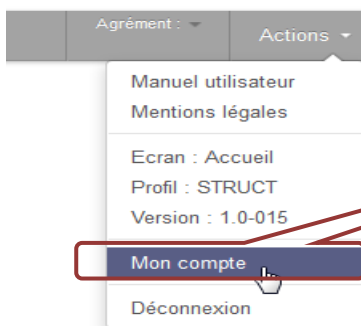 Agrément :
Actions
Manuel utilisateur
Mentions légales
Ecran : Accueil
Profil : STRUCT
Version : 1.0-015
Mon compte
Déconnexion